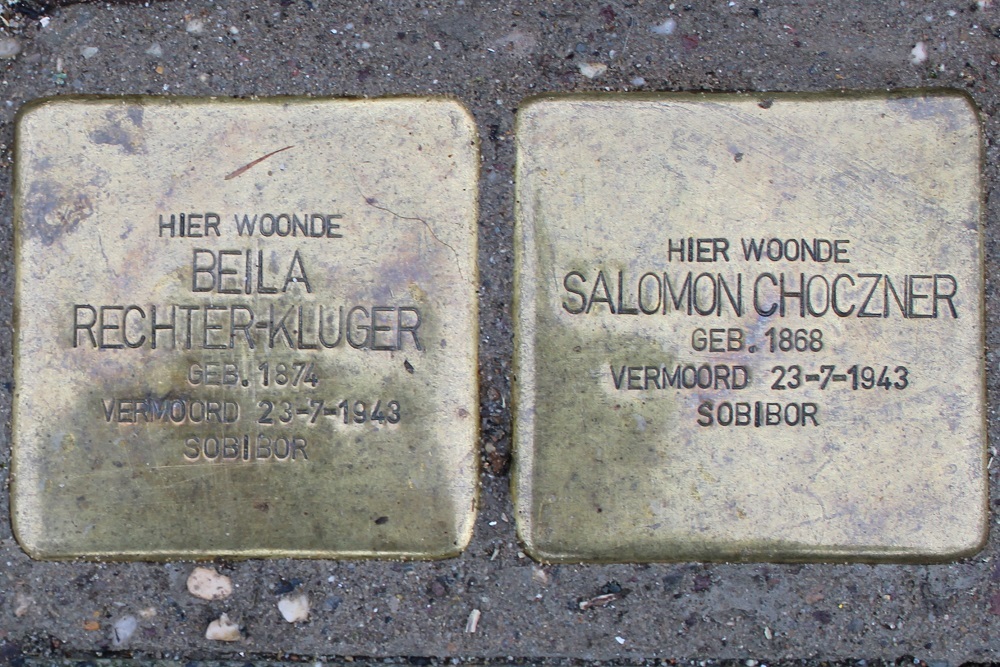 HIER WOONDE
BEILA
RECHTER-KLUGER
GEB. 1874
VERMOORD 23-7-1943
SOBIBOR
HIER WOONDE
SALOMON CHOCZNER
GEB. 1868
VERMOORD 23-7-1943
SOBIBOR